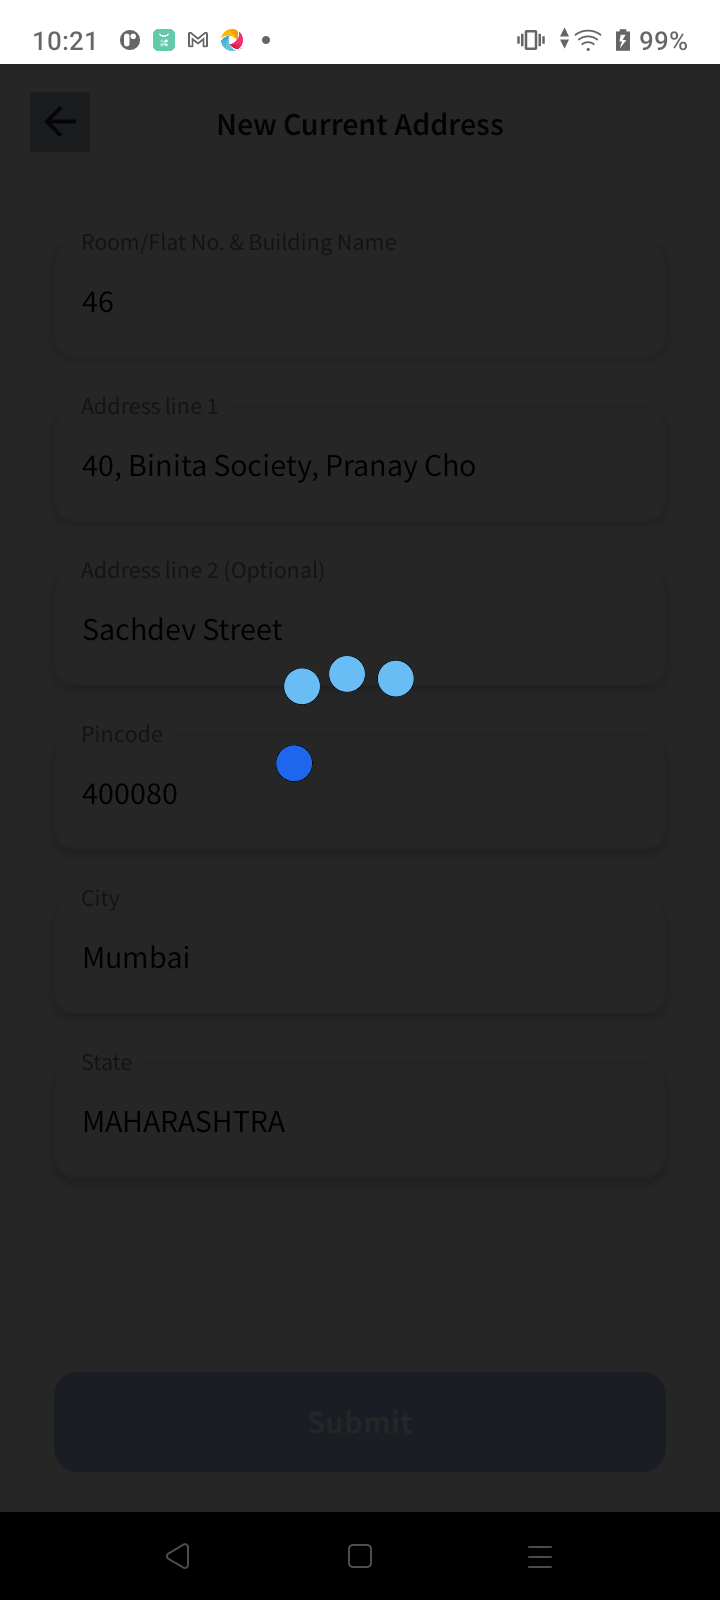 10:21
99%
New Current Address
Room/Flat No. & Building Name
46
Address line 1
40, Binita Society, Pranay Cho
Address line 2 (Optional)
Sachdev Street
Pincode
400080
City
Mumbai
State
MAHARASHTRA
Submit